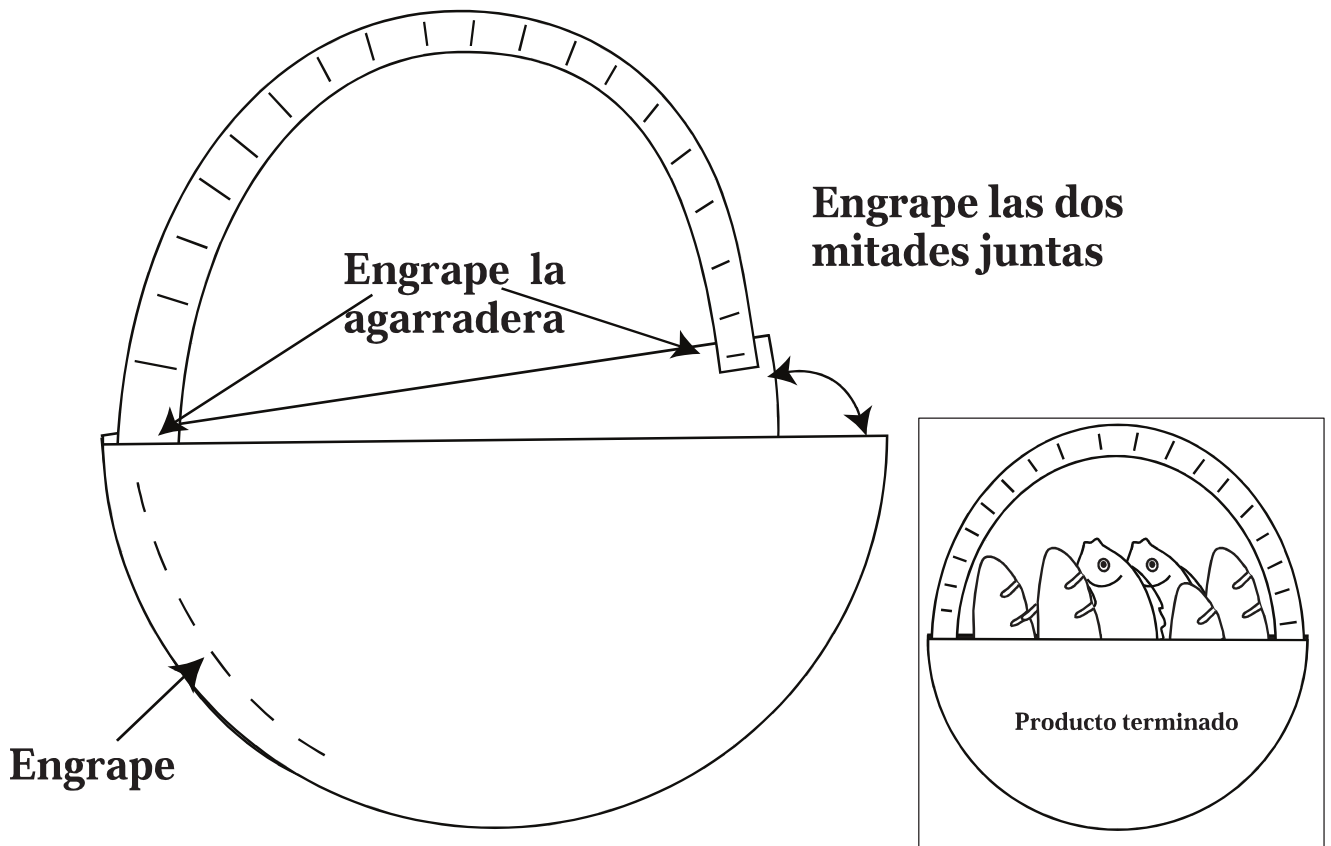 Engrape las dos
mitades juntas
Engrape la
agarradera
Engrape
Producto terminado